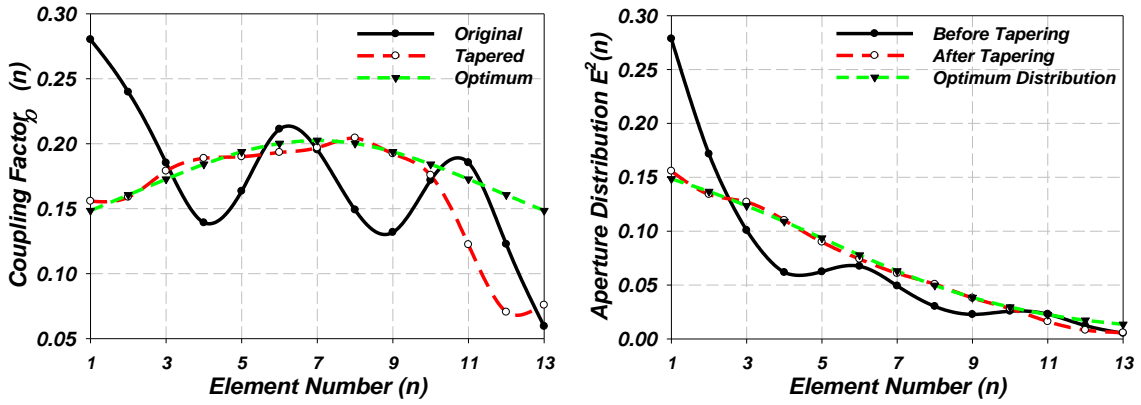 Coupling Factor ρ (n)
0.30
0.25
0.20
0.15
0.10
0.05
1 3 5 7 9 11 13
Element Number (n)
Original
Tapered
Optimum
Aperture Distribution E²(n)
0.30
0.25
0.20
0.15
0.10
0.05
0.00
1 3 5 7 9 11 13
Element Number (n)
Before Tapering
After Tapering
Optimum Distribution